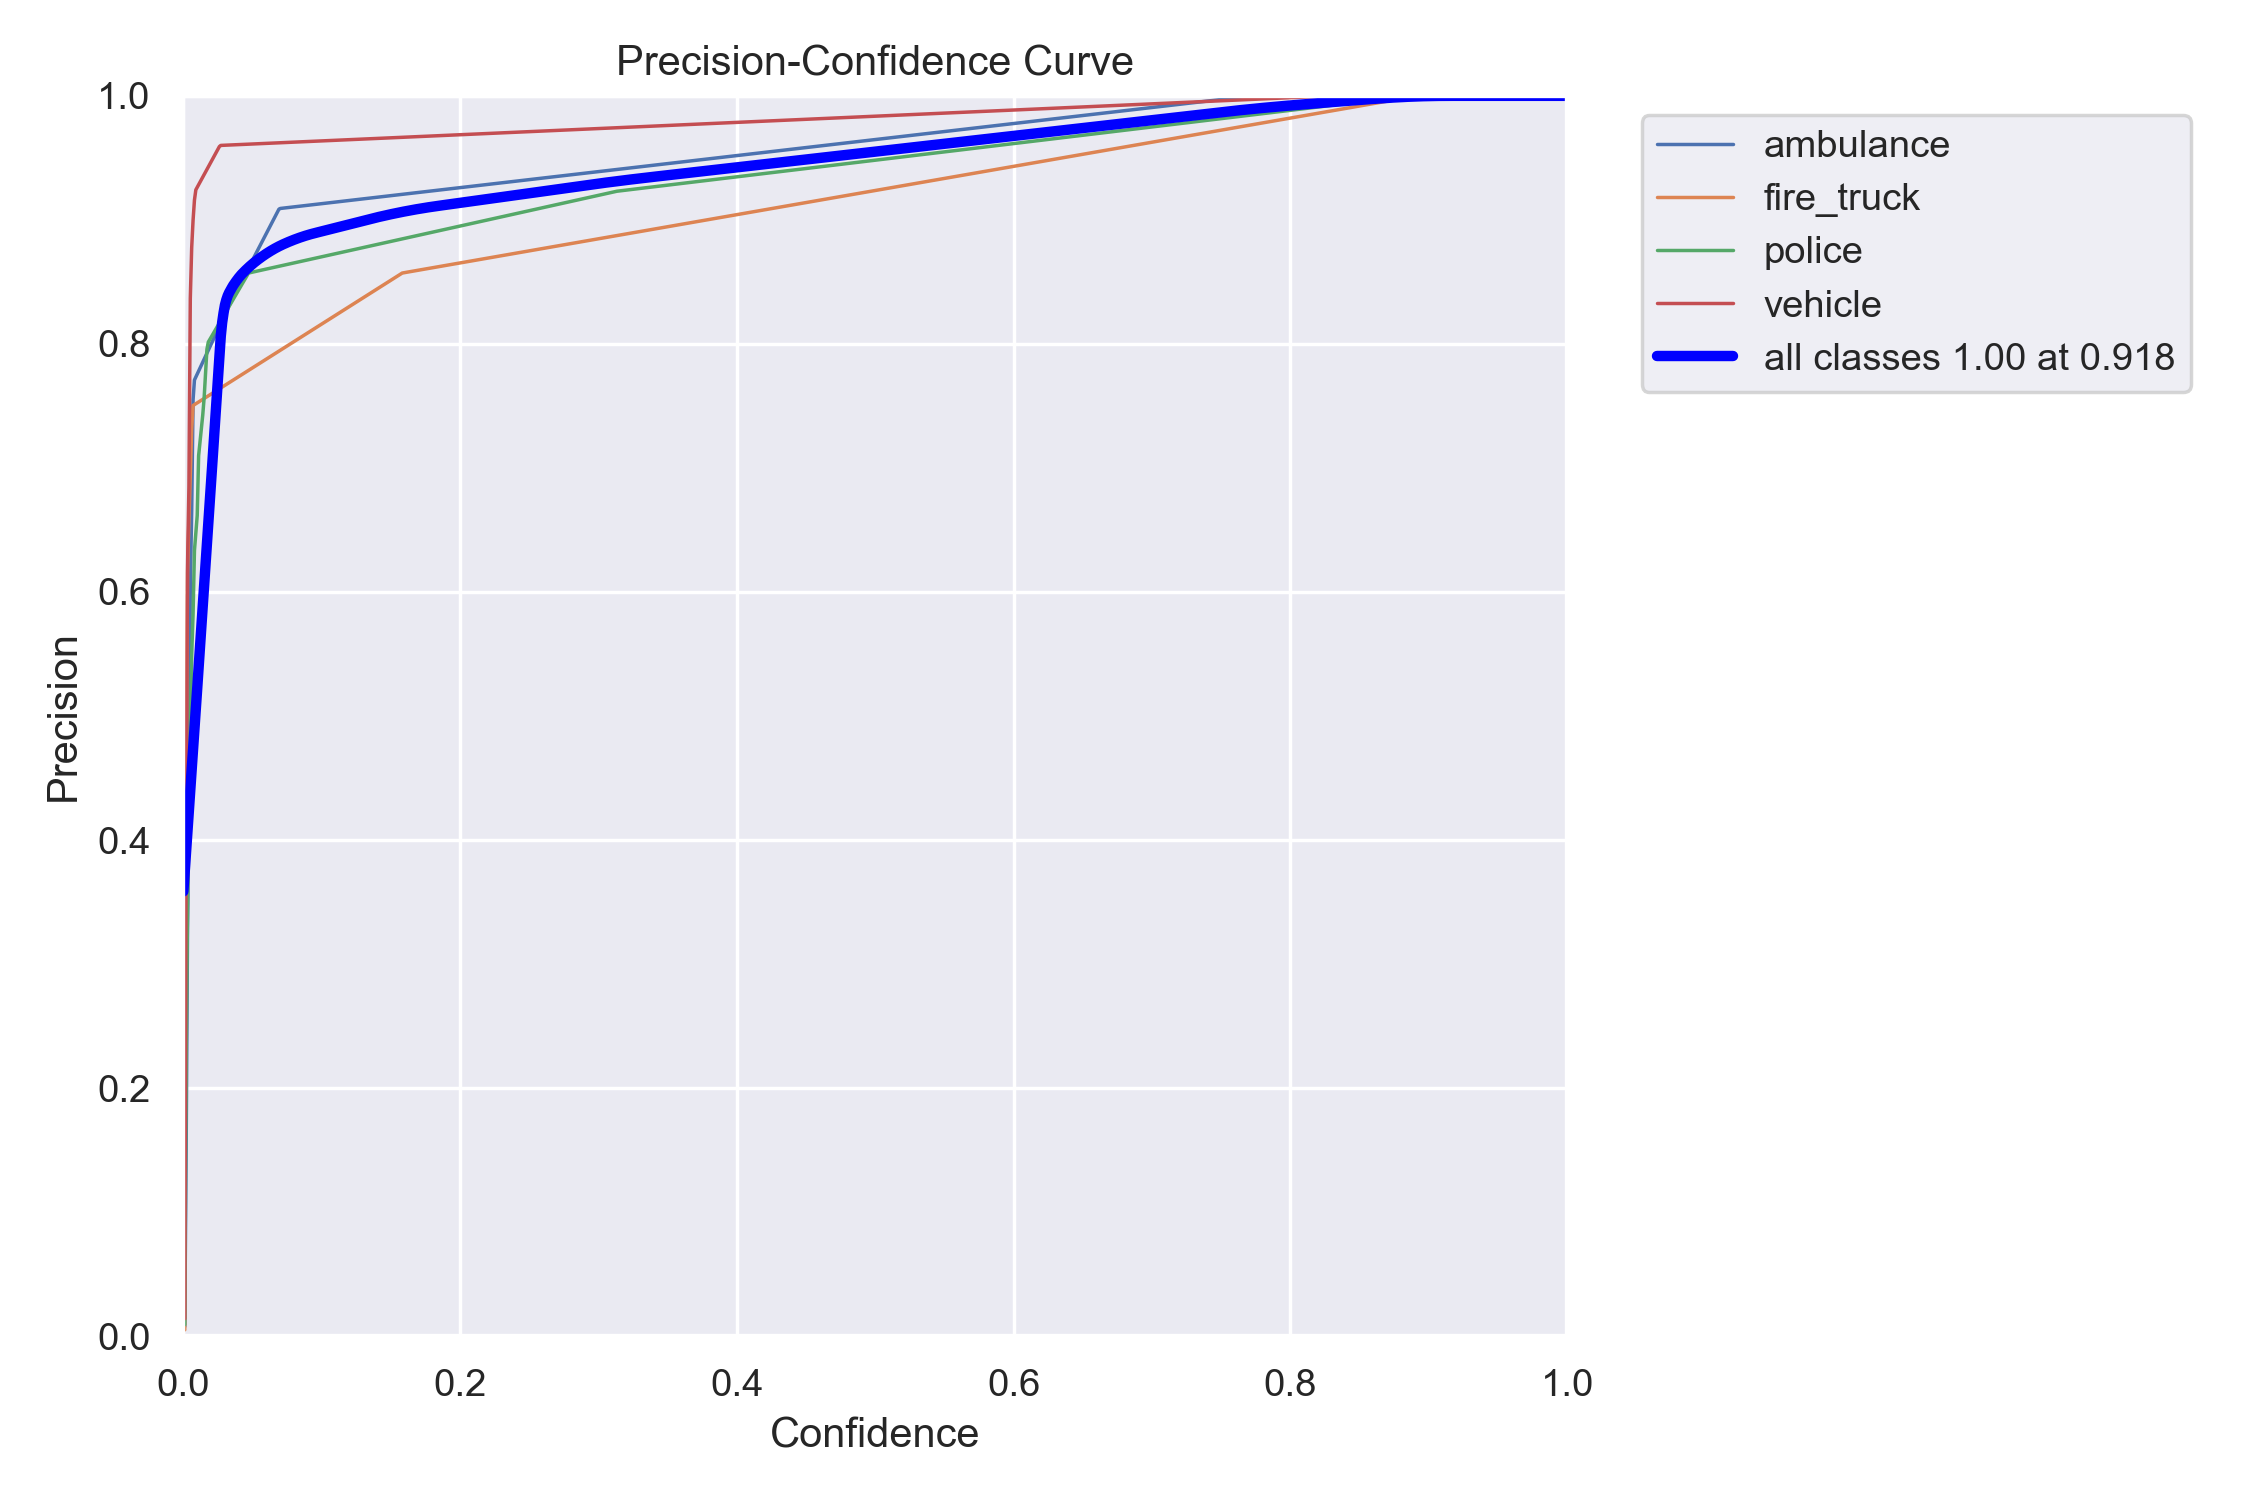 Precision-Confidence Curve
1.0
0.8
0.6
0.4
0.2
0.0
Precision
0.0 0.2 0.4 0.6 0.8 1.0
Confidence
ambulance
fire_truck
police
vehicle
all classes 1.00 at 0.918